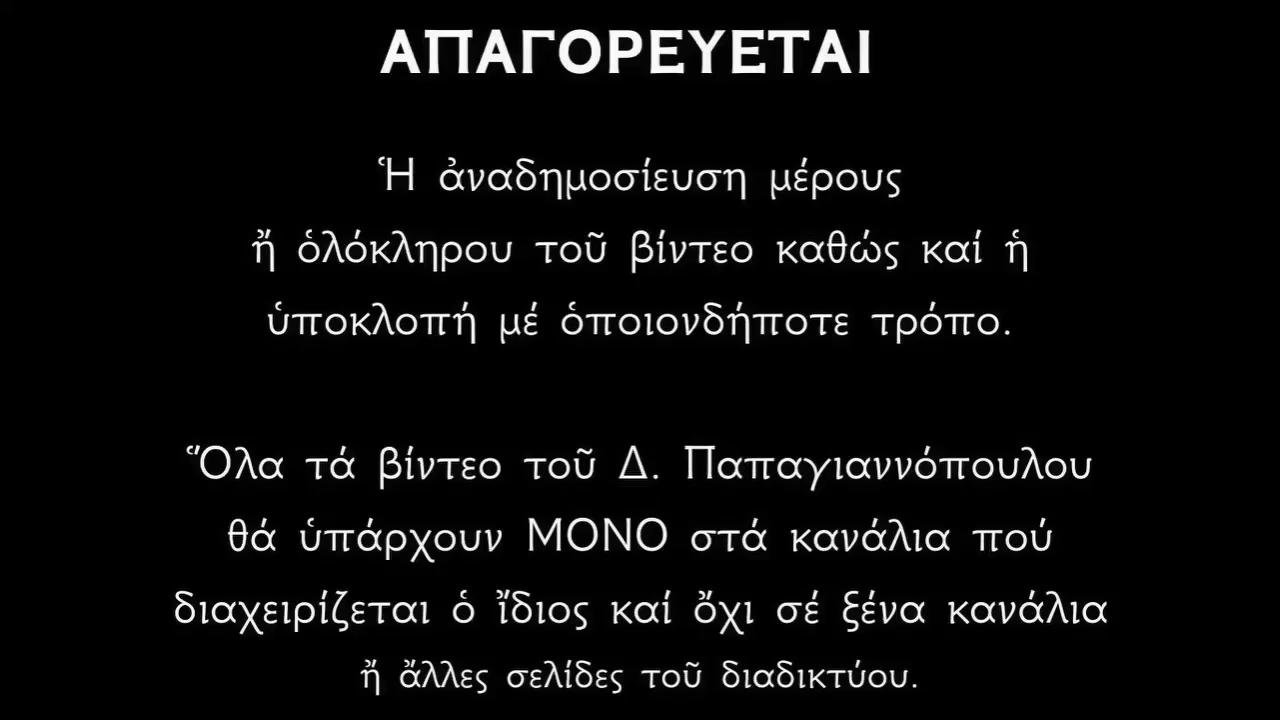 ΑΠΑΓΟΡΕΥΕΤΑΙ
Ἡ ἀναδημοσίευση μέρους
ἤ ὁλόκληρου τοῦ βίντεο καθώς καί ἡ
ὑποκλοπή μέ ὁποιονδήποτε τρόπο.
Ὅλα τά βίντεο τοῦ Δ. Παπαγιαννόπουλου
θά ὑπάρχουν ΜΟΝΟ στά κανάλια πού
διαχειρίζεται ὁ ἴδιος καί ὄχι σέ ξένα κανάλια
ἤ ἄλλες σελίδες τοῦ διαδικτύου.